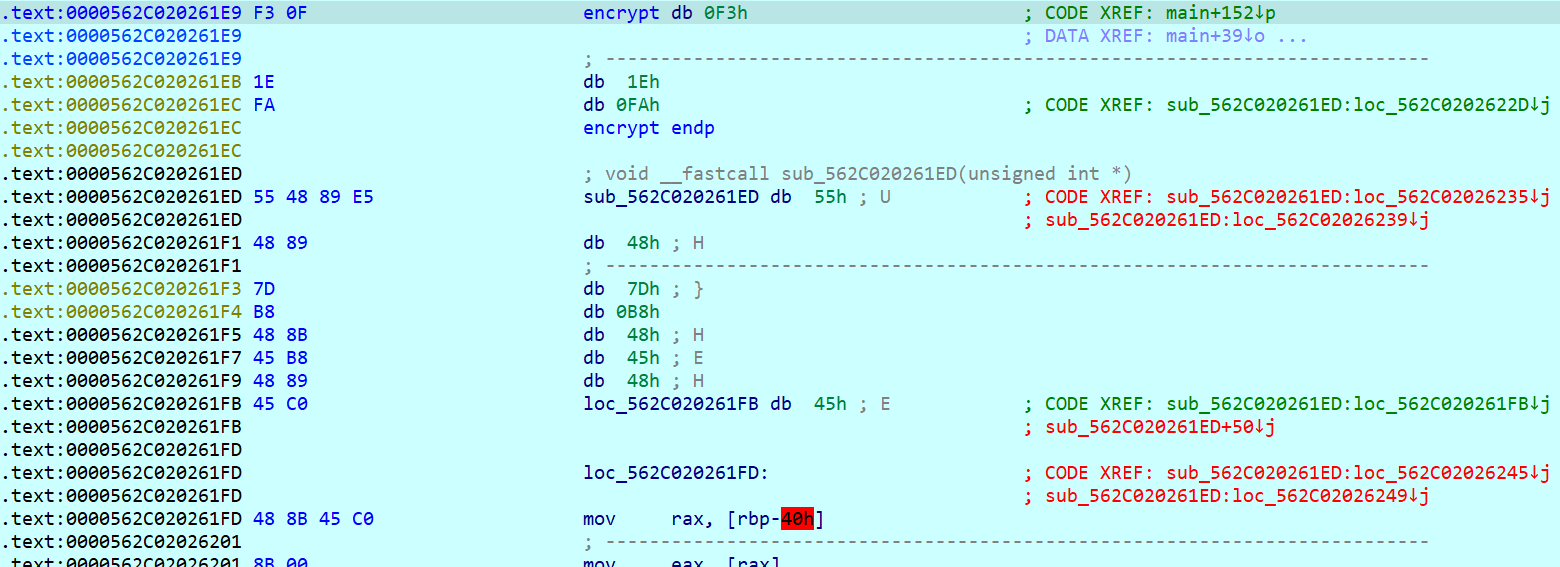 .text:0000562C020261E9 F3 0F encrypt db 0F3h ; CODE XREF: main+152↓p
.text:0000562C020261E9 ; DATA XREF: main+39↓o ...
.text:0000562C020261E9 ; ---------------------------------------------------------------------------
.text:0000562C020261EB 1E db 1Eh
.text:0000562C020261EC FA db 0FAh ; CODE XREF: sub_562C020261ED:loc_562C0202622D↓j
.text:0000562C020261EC encrypt endp
.text:0000562C020261EC
.text:0000562C020261ED ; void __fastcall sub_562C020261ED(unsigned int *)
.text:0000562C020261ED 55 48 89 E5 sub_562C020261ED db 55h ; U ; CODE XREF: sub_562C020261ED:loc_562C02026235↓j
.text:0000562C020261ED ; sub_562C020261ED:loc_562C02026239↓j
.text:0000562C020261F1 48 89 db 48h ; H
.text:0000562C020261F1 ; ---------------------------------------------------------------------------
.text:0000562C020261F3 7D db 7Dh ; }
.text:0000562C020261F4 B8 db 0B8h
.text:0000562C020261F5 48 8B db 48h ; H
.text:0000562C020261F7 45 B8 db 45h ; E
.text:0000562C020261F9 48 89 db 48h ; H
.text:0000562C020261FB 45 C0 loc_562C020261FB db 45h ; E ; CODE XREF: sub_562C020261ED:loc_562C020261FB↓j
.text:0000562C020261FB ; sub_562C020261ED+50↓j
.text:0000562C020261FD
.text:0000562C020261FD loc_562C020261FD: ; CODE XREF: sub_562C020261ED:loc_562C02026245↓j
.text:0000562C020261FD ; sub_562C020261ED:loc_562C02026249↓j
.text:0000562C020261FD 48 8B 45 C0 mov rax, [rbp-40h]
.text:0000562C02026201 ; ---------------------------------------------------------------------------
.text:0000562C02026201 8B 00 mov eax, [rax]